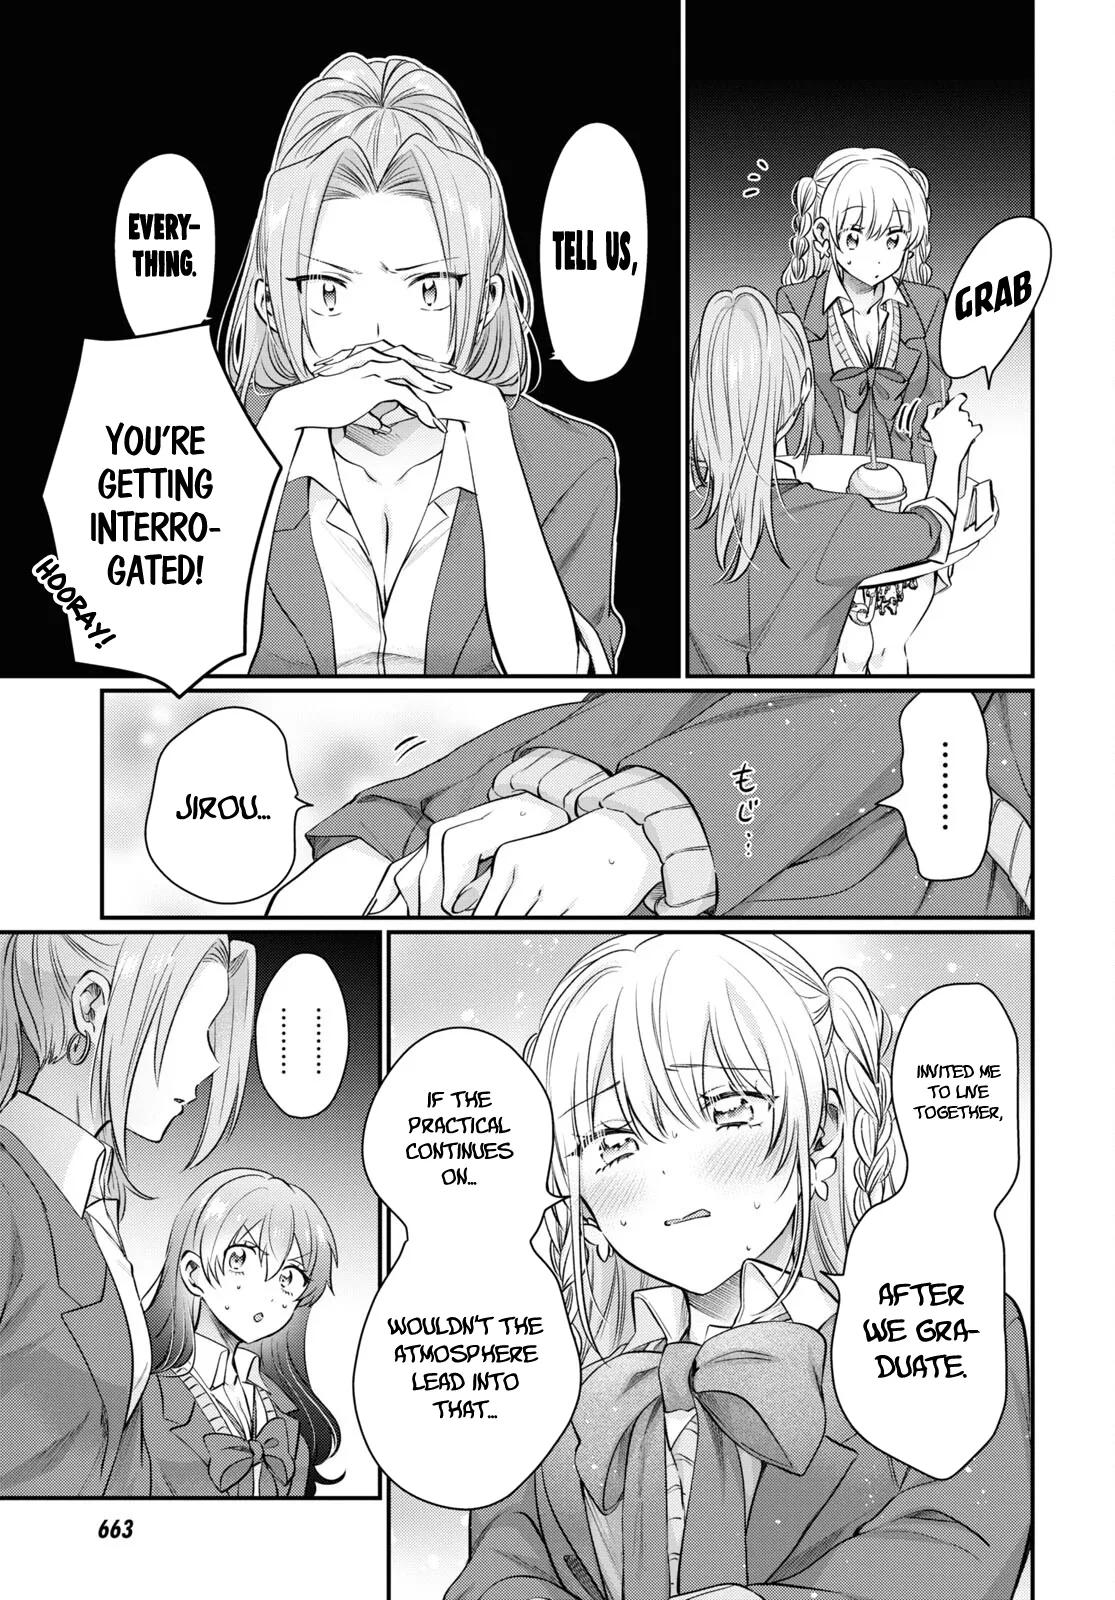 GRAB
TELL US,
EVERY-
THING.
YOU'RE
GETTING
INTERRO-
GATED!
HOORAY!
………
もじ…
JIROU...
INVITED ME
TO LIVE
TOGETHER,
AFTER
WE GRA-
DUATE.
IF THE
PRACTICAL
CONTINUES
ON...
WOULDN'T THE
ATMOSPHERE
LEAD INTO
THAT...
………
………
663